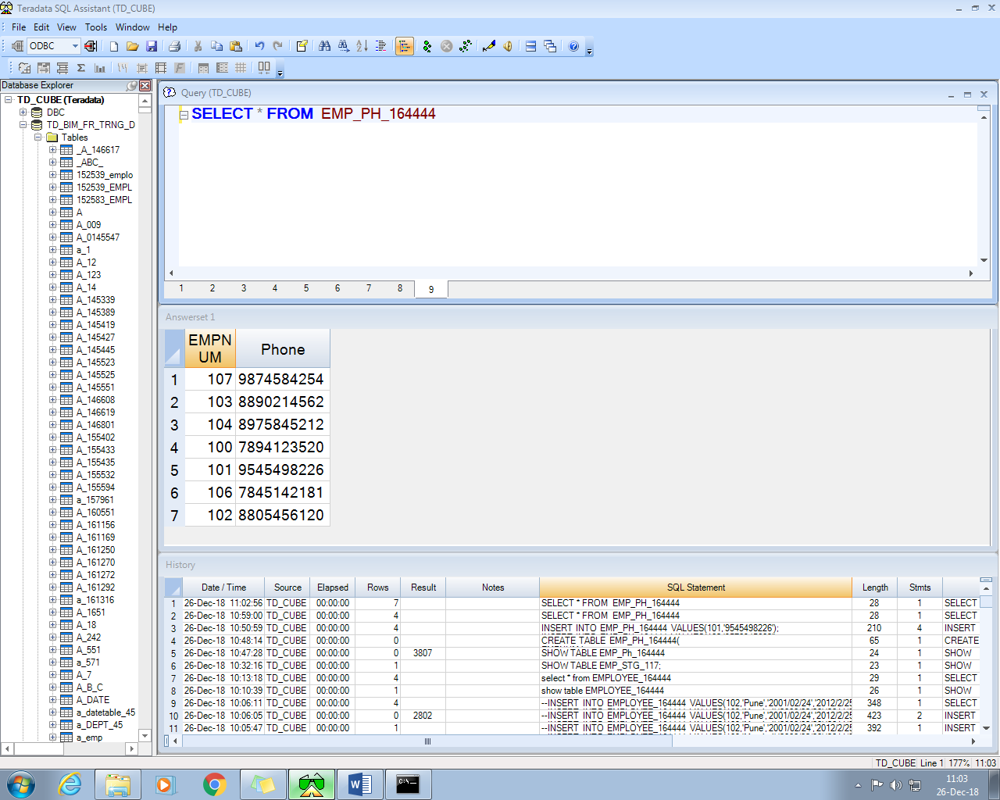 Teradata SQL Assistant (TD_CUBE)
File Edit View Tools Window Help
ODBC
Database Explorer
TD_CUBE (Teradata)
DBC
TD_BIM_FR_TRNG_D
Tables
_A_146617
_ABC_
152539_emplo
152539_EMPL
152583_EMPL
A
A_009
A_0145547
a_1
A_12
A_123
A_14
A_145339
A_145389
A_145419
A_145427
A_145445
A_145523
A_145525
A_145551
A_146608
A_146619
A_146801
A_155402
A_155433
A_155435
A_155532
A_155594
a_157961
A_160551
A_161156
A_161169
A_161250
A_161270
A_161272
A_161292
a_161316
A_1651
A_18
A_242
A_551
a_571
A_7
A_B_C
A_DATE
a_datetable_45
a_DEPT_45
a_emp
Query (TD_CUBE)
SELECT * FROM EMP_PH_164444
1 2 3 4 5 6 7 8 9
Answerset 1
EMPN
UM Phone
1 107 9874584254
2 103 8890214562
3 104 8975845212
4 100 7894123520
5 101 9545498226
6 106 7845142181
7 102 8805456120
History
Date / Time Source Elapsed Rows Result Notes SQL Statement Length Stmts
1 26-Dec-18 11:02:56 TD_CUBE 00:00:00 7 SELECT * FROM EMP_PH_164444 28 1 SELECT
2 26-Dec-18 10:59:00 TD_CUBE 00:00:00 4 SELECT * FROM EMP_PH_164444 28 1 SELECT
3 26-Dec-18 10:50:59 TD_CUBE 00:00:00 4 INSERT INTO EMP_PH_164444 VALUES(101,'9545498226'); 210 4 INSERT
4 26-Dec-18 10:48:14 TD_CUBE 00:00:00 0 CREATE TABLE EMP_PH_164444( 65 1 CREATE
5 26-Dec-18 10:47:28 TD_CUBE 00:00:00 0 3807 SHOW TABLE EMP_Ph_164444 24 1 SHOW
6 26-Dec-18 10:32:16 TD_CUBE 00:00:00 1 SHOW TABLE EMP_STG_117; 23 1 SHOW
7 26-Dec-18 10:13:18 TD_CUBE 00:00:00 4 select * from EMPLOYEE_164444 29 1 SELECT
8 26-Dec-18 10:10:39 TD_CUBE 00:00:00 1 show table EMPLOYEE_164444 26 1 SHOW
9 26-Dec-18 10:06:11 TD_CUBE 00:00:00 4 --INSERT INTO EMPLOYEE_164444 VALUES(102,'Pune','2001/02/24','2012/2/25 348 1 SELECT
10 26-Dec-18 10:06:05 TD_CUBE 00:00:00 0 2802 --INSERT INTO EMPLOYEE_164444 VALUES(102,'Pune','2001/02/24','2012/2/25 423 2 INSERT
11 26-Dec-18 10:05:47 TD_CUBE 00:00:00 1 --INSERT INTO EMPLOYEE_164444 VALUES(102,'Pune','2001/02/24','2012/2/25 392 1 INSERT
TD_CUBE Line 1 177% 11:03
11:03
26-Dec-18